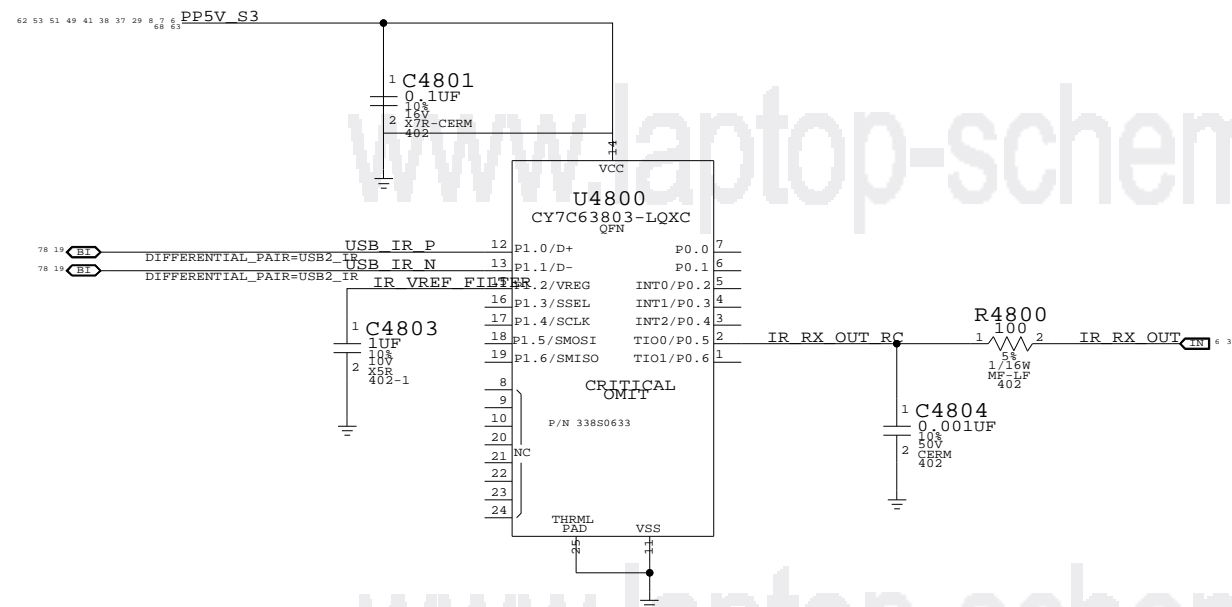 62 53 51 49 41 38 37 29 8 7 6
68 63
PP5V_S3
1 C4801
0.1UF
10%
16V
2 X7R-CERM
402
www.laptop-schem
14
VCC
U4800
CY7C63803-LQXC
QFN
78 19 BI USB_IR_P 12 P1.0/D+ P0.0 7
DIFFERENTIAL_PAIR=USB2_IR
78 19 BI USB_IR_N 13 P1.1/D- P0.1 6
DIFFERENTIAL_PAIR=USB2_IR
IR_VREF_FILTER 15 P1.2/VREG INT0/P0.2 5
16 P1.3/SSEL INT1/P0.3 4
17 P1.4/SCLK INT2/P0.4 3
18 P1.5/SMOSI TIO0/P0.5 2 IR_RX_OUT_RC
19 P1.6/SMISO TIO1/P0.6 1
R4800
100
1 2 IR_RX_OUT IN 6 3
5%
1/16W
MF-LF
402
1 C4803
1UF
10%
10V
2 X5R
402-1
8
9
10
20
21
22
23
24
NC
CRITICAL
OMIT
P/N 338S0633
1 C4804
0.001UF
10%
50V
2 CERM
402
THRML
PAD
VSS
25
11
www.laptop-schem